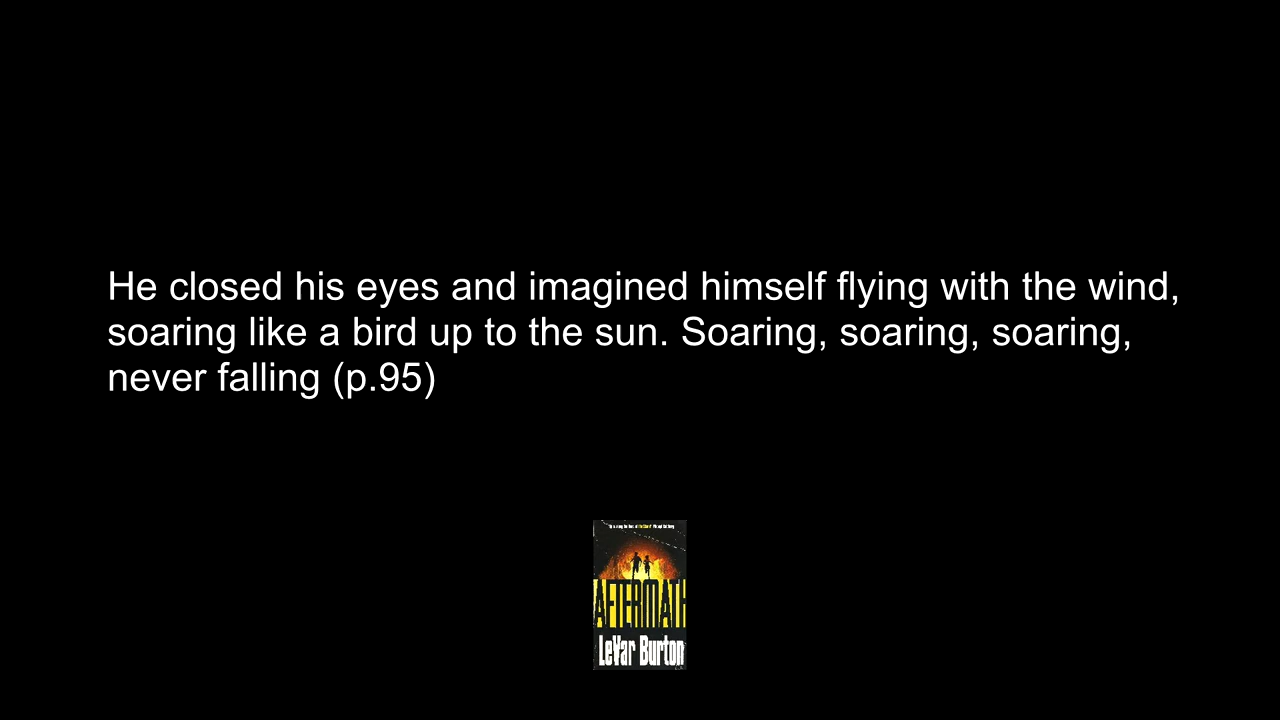 He closed his eyes and imagined himself flying with the wind,
soaring like a bird up to the sun. Soaring, soaring, soaring,
never falling (p.95)
AFTERMATH
LeVar Burton